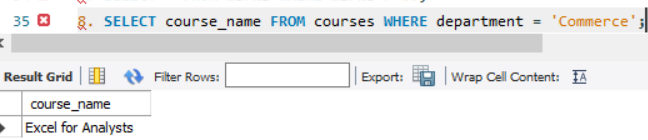 35 8. SELECT course_name FROM courses WHERE department = 'Commerce';
Result Grid Filter Rows: Export: Wrap Cell Content: IA
course_name
Excel for Analysts